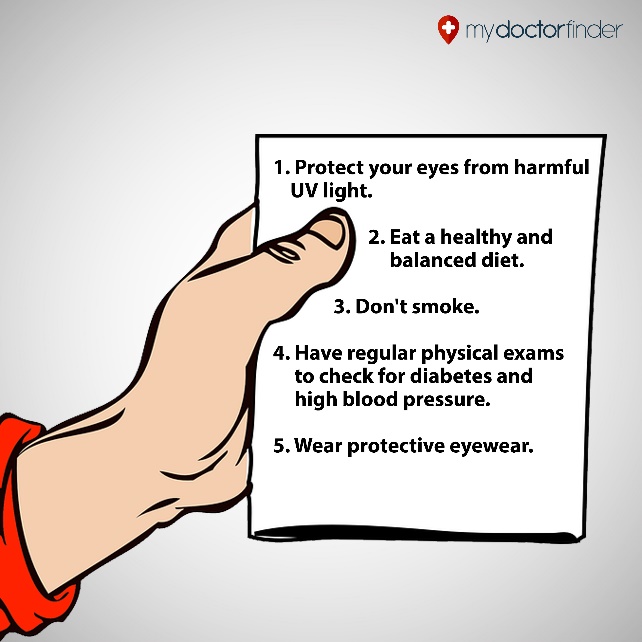 mydoctorfinder
1. Protect your eyes from harmful
UV light.
2. Eat a healthy and
balanced diet.
3. Don't smoke.
4. Have regular physical exams
to check for diabetes and
high blood pressure.
5. Wear protective eyewear.